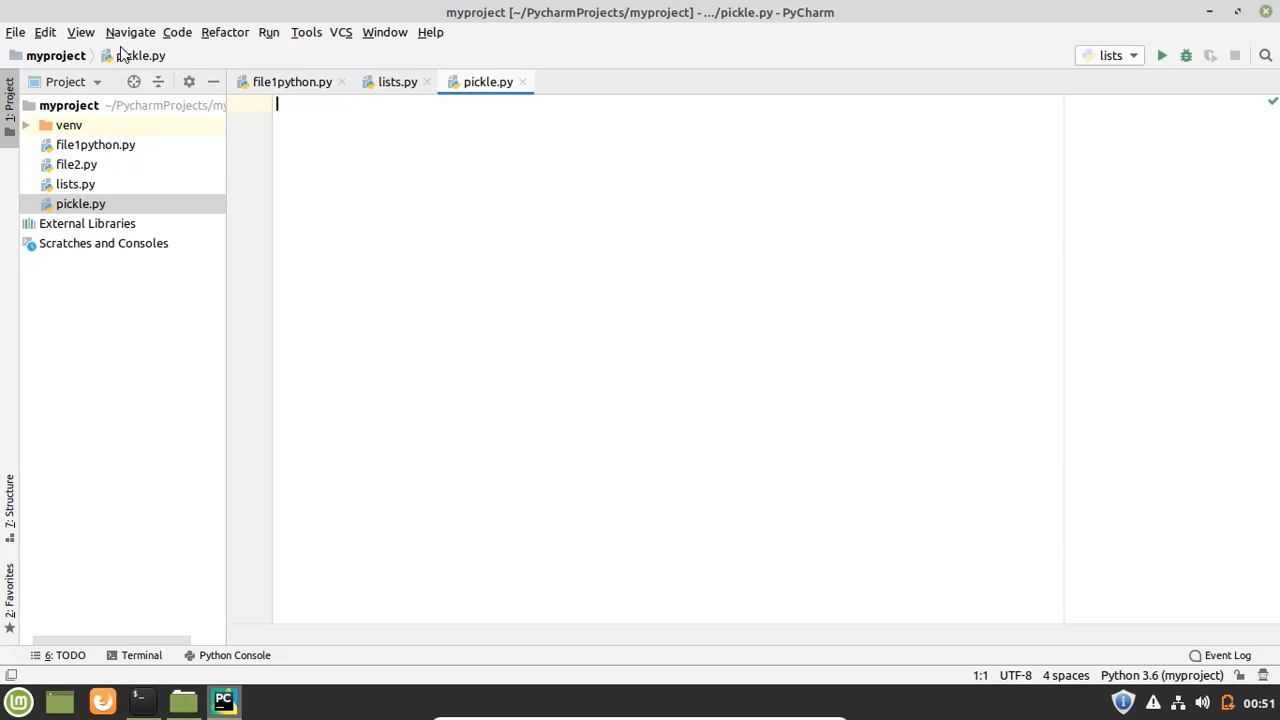 myproject [~/PycharmProjects/myproject] - .../pickle.py - PyCharm
File Edit View Navigate Code Refactor Run Tools VCS Window Help
myproject pickle.py lists
1: Project
Project
file1python.py lists.py pickle.py
myproject ~/PycharmProjects/my
venv
file1python.py
file2.py
lists.py
pickle.py
External Libraries
Scratches and Consoles
7: Structure
2: Favorites
6: TODO Terminal Python Console Event Log
1:1 UTF-8 4 spaces Python 3.6 (myproject)
PC 00:51